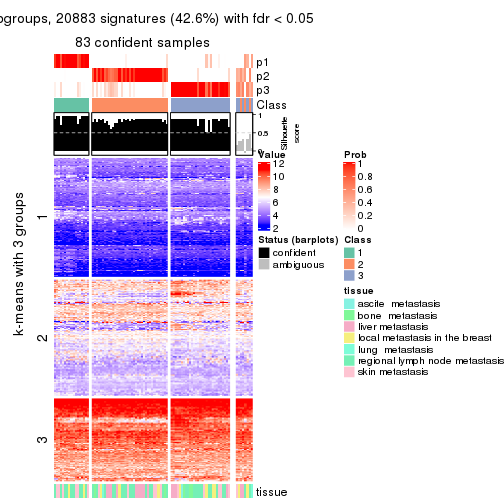 ogroups, 20883 signatures (42.6%) with fdr < 0.05
83 confident samples
p1
p2
p3
Class
1
0.5
0
Silhouette
score
k-means with 3 groups
1
2
3
tissue
Value
12
10
8
6
4
2
Prob
1
0.8
0.6
0.4
0.2
0
Status (barplots)
confident
ambiguous
Class
1
2
3
tissue
ascite metastasis
bone metastasis
liver metastasis
local metastasis in the breast
lung metastasis
regional lymph node metastasis
skin metastasis